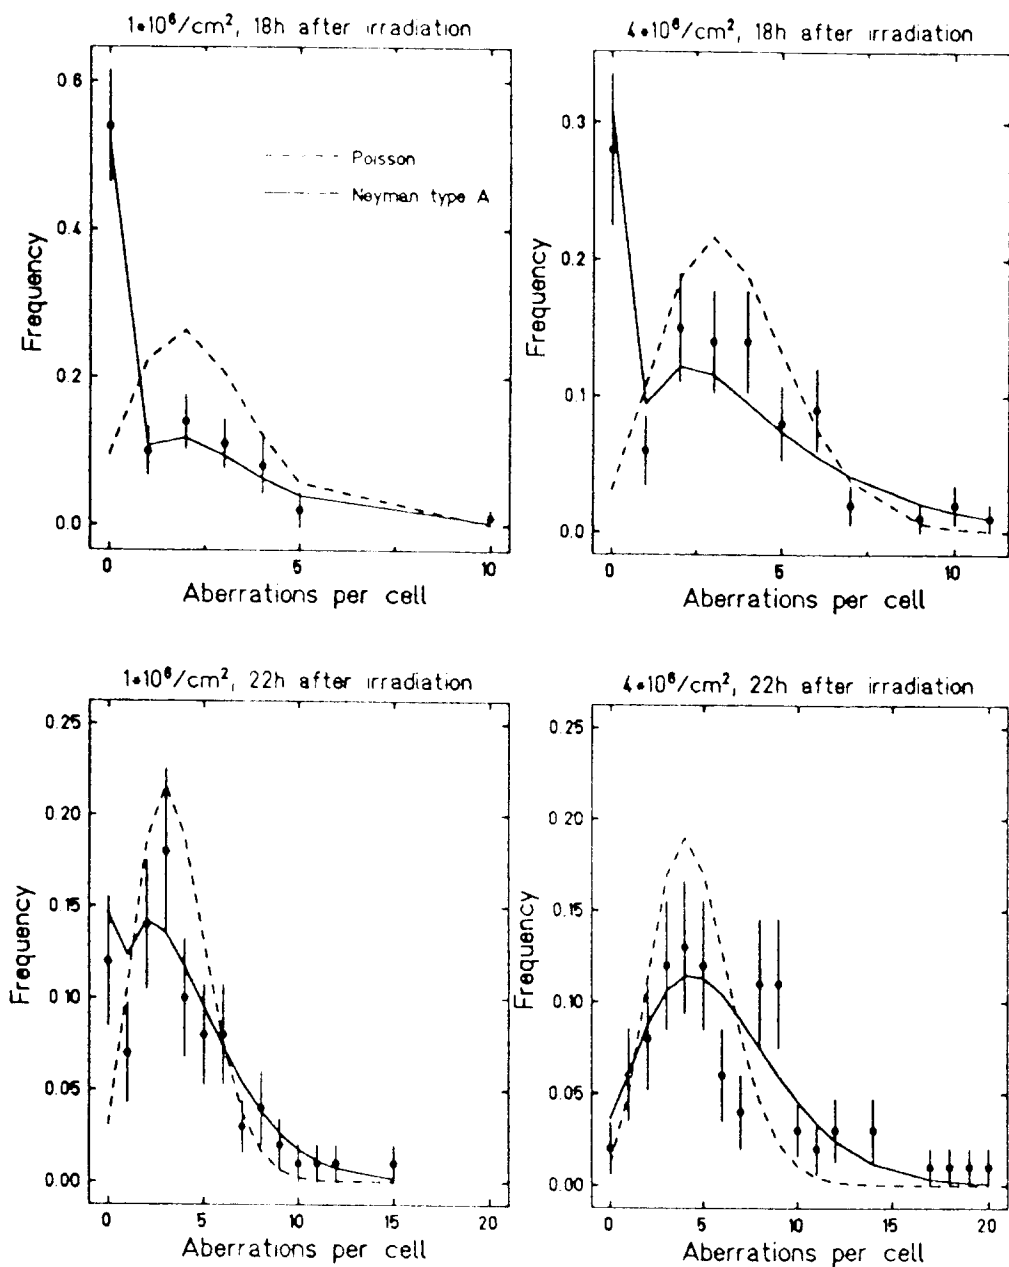 1•10⁶/cm², 18h after irradiation
0.6
0.4
0.2
0.0
Frequency
Poisson
Neyman type A
0
5
10
Aberrations per cell
4•10⁶/cm², 18h after irradiation
0.3
0.2
0.1
0.0
Frequency
0
5
10
Aberrations per cell
1•10⁶/cm², 22h after irradiation
0.25
0.20
0.15
0.10
0.05
0.00
Frequency
0
5
10
15
20
Aberrations per cell
4•10⁶/cm², 22h after irradiation
0.25
0.20
0.15
0.10
0.05
0.00
Frequency
0
5
10
15
20
Aberrations per cell